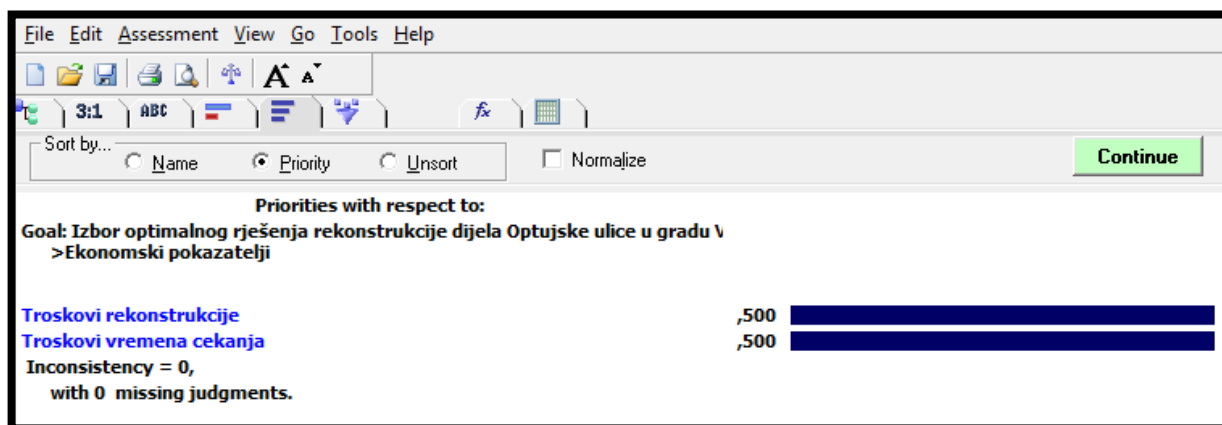 File Edit Assessment View Go Tools Help
A A
3:1 ABC fx
Sort by... Name Priority Unsort Normalize Continue
Priorities with respect to:
Goal: Izbor optimalnog rješenja rekonstrukcije dijela Optujske ulice u gradu V
>Ekonomski pokazatelji
Troskovi rekonstrukcije ,500
Troskovi vremena cekanja ,500
Inconsistency = 0,
with 0 missing judgments.